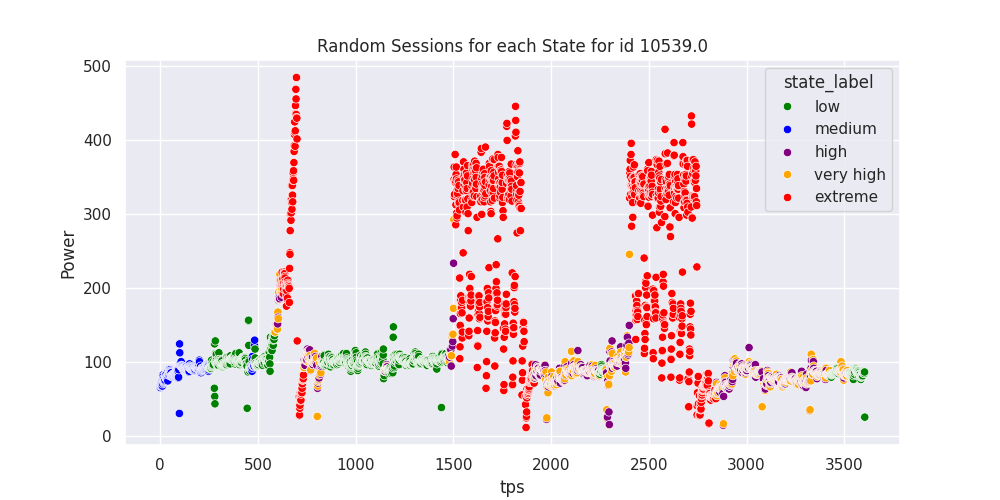 Random Sessions for each State for id 10539.0
500
400
300
200
100
0
Power
state_label
low
medium
high
very high
extreme
0
500
1000
1500
2000
2500
3000
3500
tps